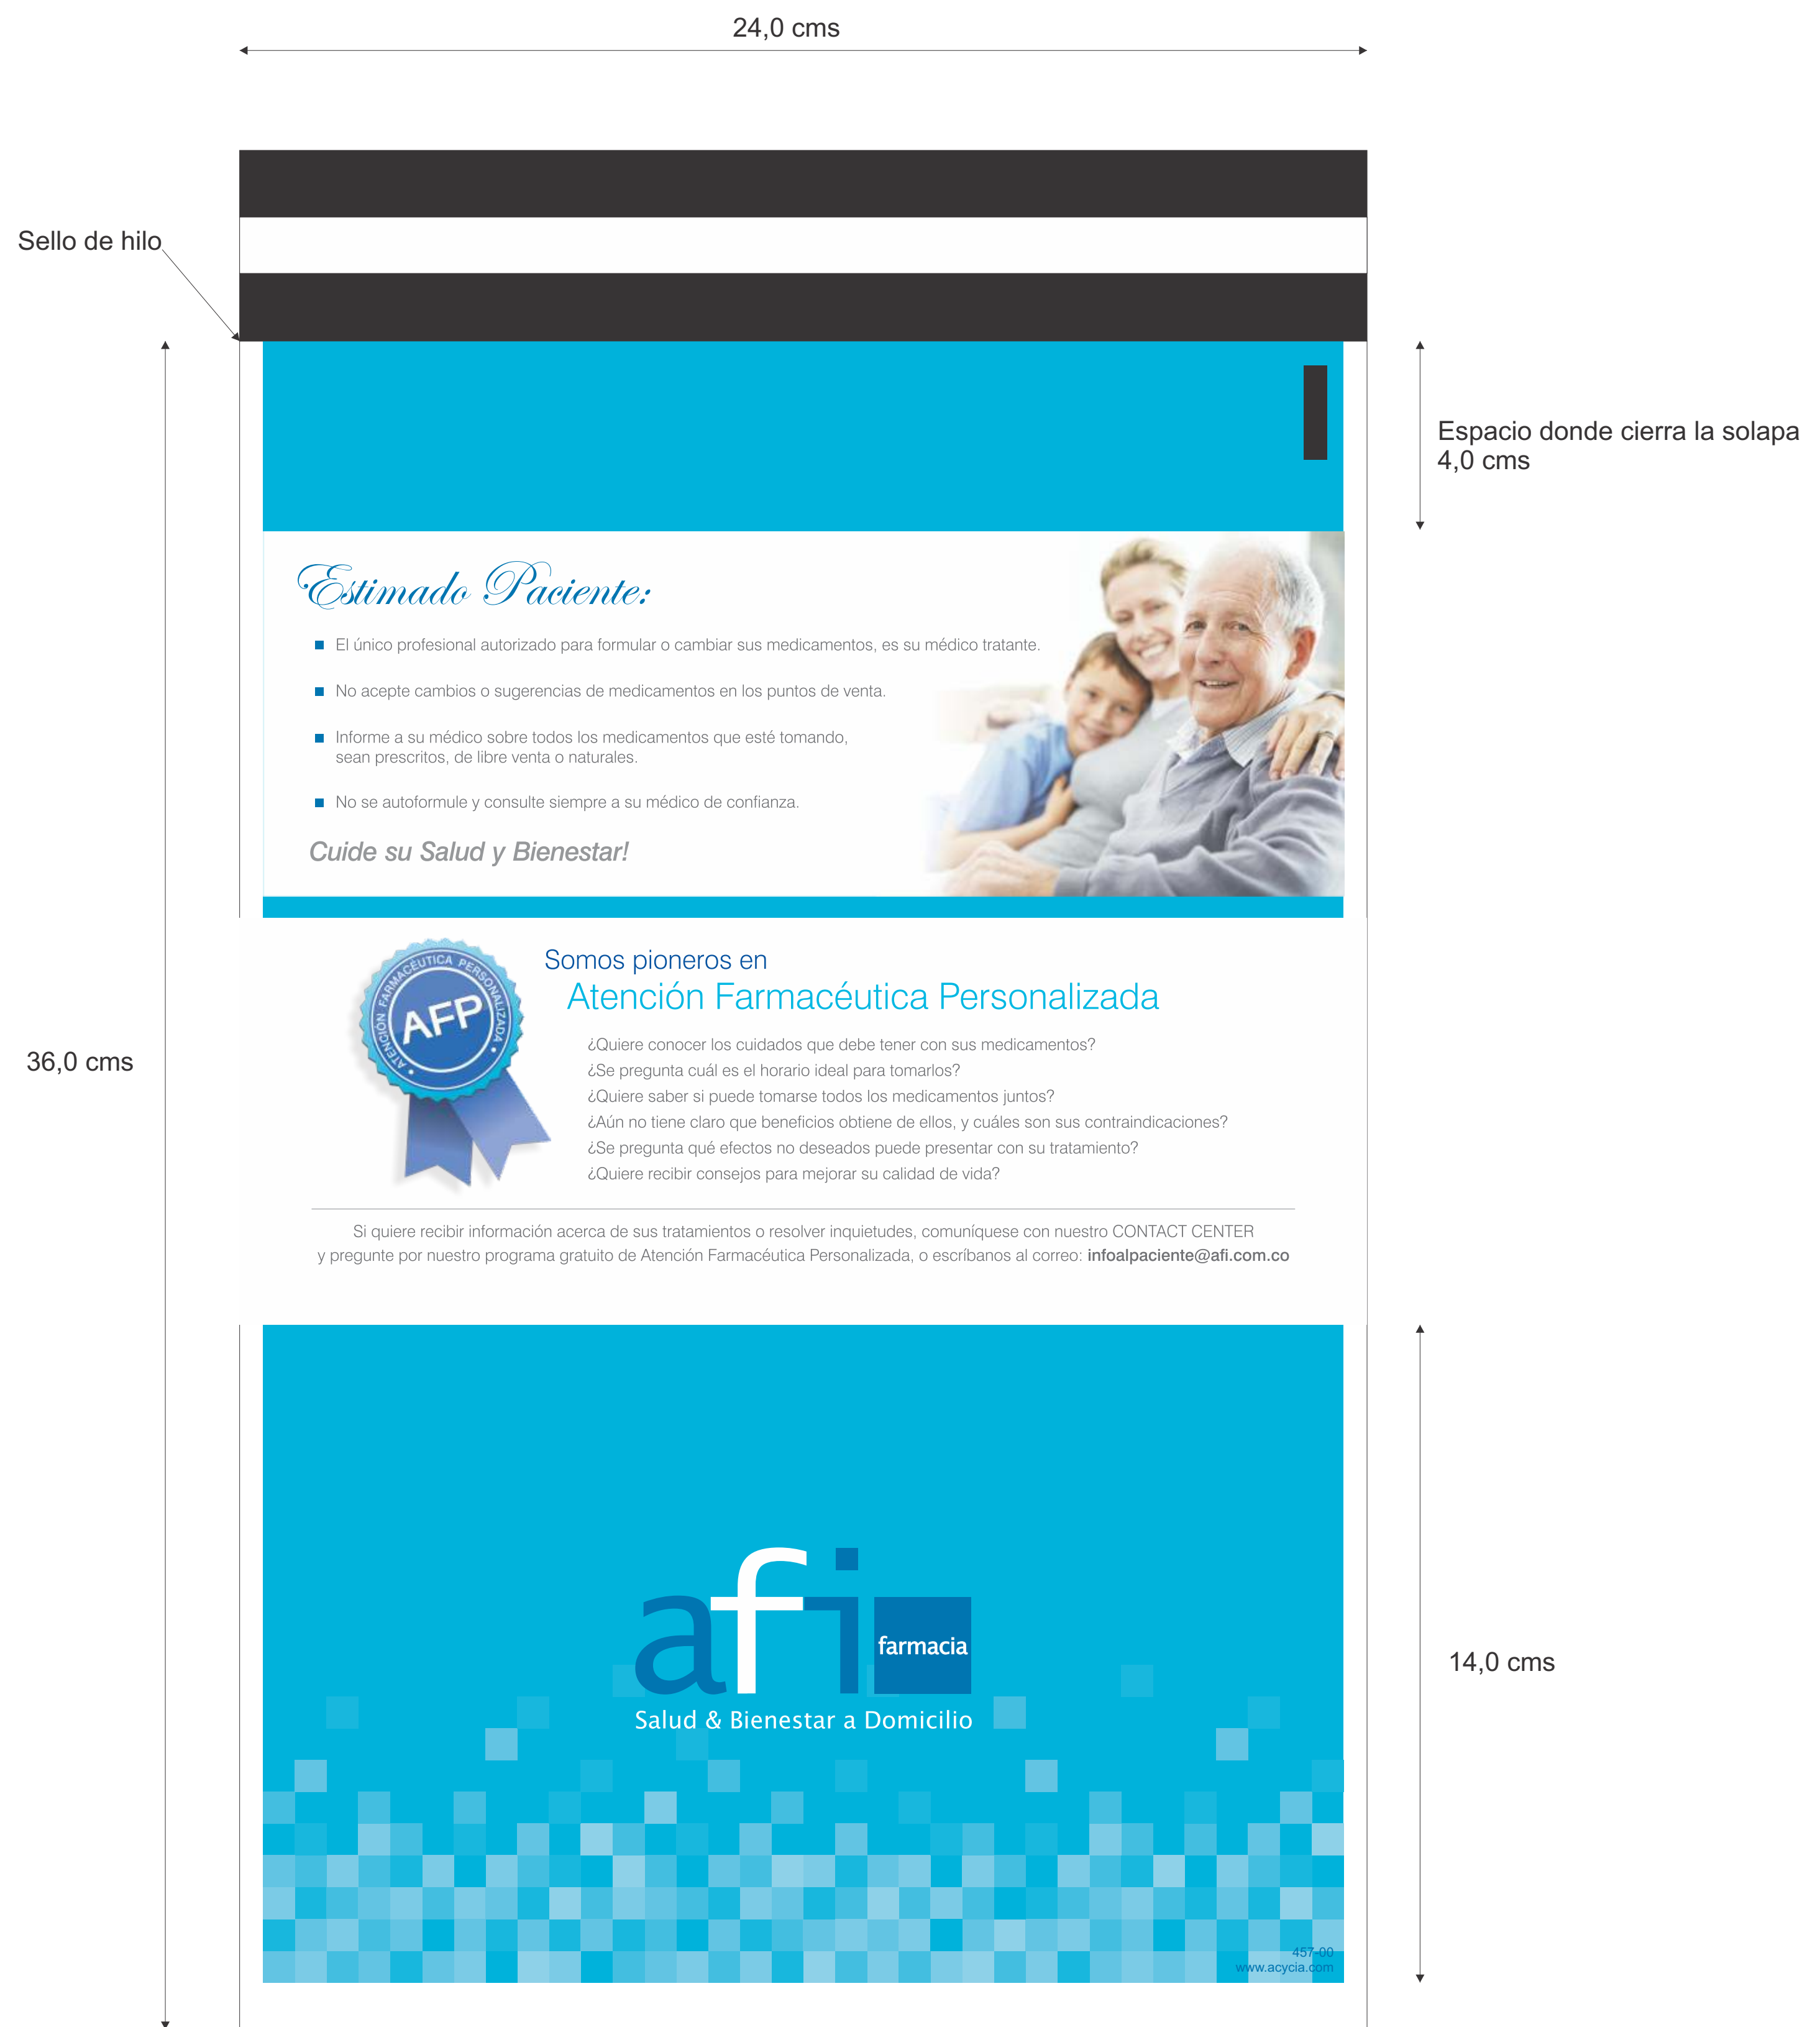 24,0 cms
Sello de hilo
Espacio donde cierra la solapa
4,0 cms
Estimado Paciente:
El único profesional autorizado para formular o cambiar sus medicamentos, es su médico tratante.
No acepte cambios o sugerencias de medicamentos en los puntos de venta.
Informe a su médico sobre todos los medicamentos que esté tomando,
sean prescritos, de libre venta o naturales.
No se autoformule y consulte siempre a su médico de confianza.
Cuide su Salud y Bienestar!
36,0 cms
ATENCIÓN FARMACÉUTICA PERSONALIZADA
AFP
Somos pioneros en
Atención Farmacéutica Personalizada
¿Quiere conocer los cuidados que debe tener con sus medicamentos?
¿Se pregunta cuál es el horario ideal para tomarlos?
¿Quiere saber si puede tomarse todos los medicamentos juntos?
¿Aún no tiene claro que beneficios obtiene de ellos, y cuáles son sus contraindicaciones?
¿Se pregunta qué efectos no deseados puede presentar con su tratamiento?
¿Quiere recibir consejos para mejorar su calidad de vida?
Si quiere recibir información acerca de sus tratamientos o resolver inquietudes, comuníquese con nuestro CONTACT CENTER
y pregunte por nuestro programa gratuito de Atención Farmacéutica Personalizada, o escríbanos al correo: infoalpaciente@afi.com.co
afi
farmacia
Salud & Bienestar a Domicilio
14,0 cms
457-00
www.acycia.com